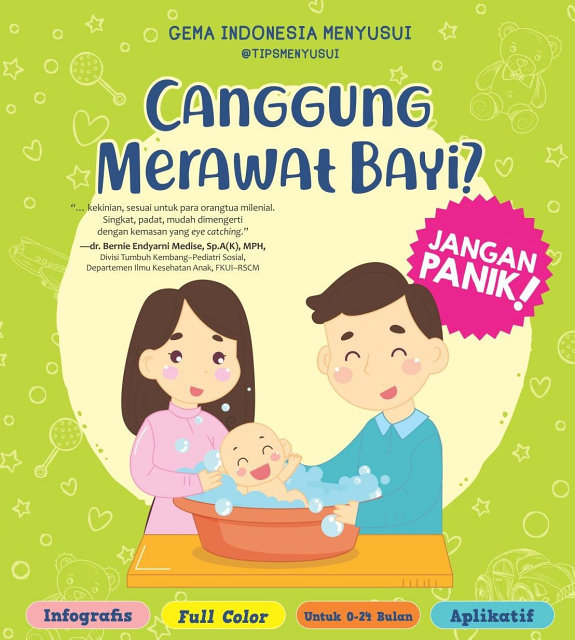 GEMA INDONESIA MENYUSUI
@TIPSMENYUSUI
CANGGUNG
MERAWAT BAYI?
“... kekinian, sesuai untuk para orangtua milenial.
Singkat, padat, mudah dimengerti
dengan kemasan yang eye catching.”
—dr. Bernie Endyarni Medise, Sp.A(K), MPH,
Divisi Tumbuh Kembang–Pediatri Sosial,
Departemen Ilmu Kesehatan Anak, FKUI–RSCM
JANGAN
PANIK!
Infografis
Full Color
Untuk 0-24 Bulan
Aplikatif